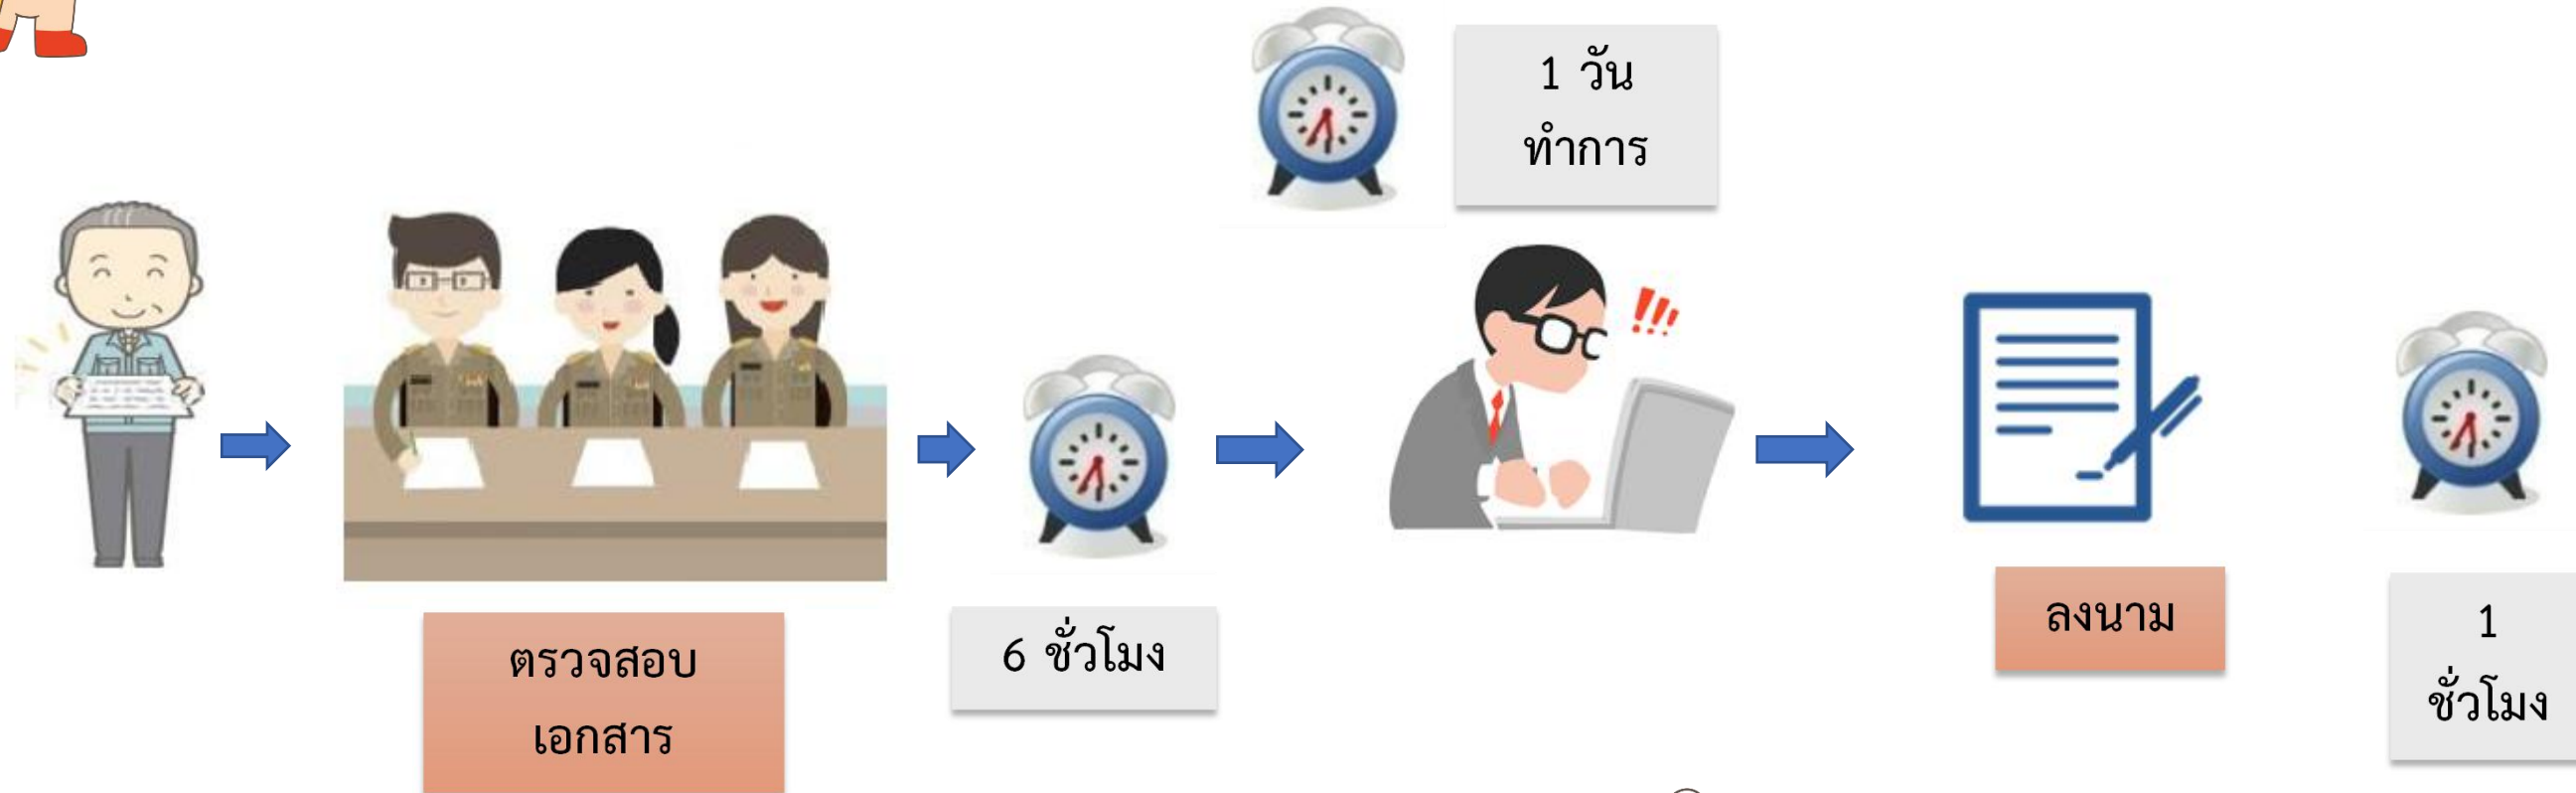 1 วัน
ทำการ
ตรวจสอบ
เอกสาร
6 ชั่วโมง
ลงนาม
1
ชั่วโมง